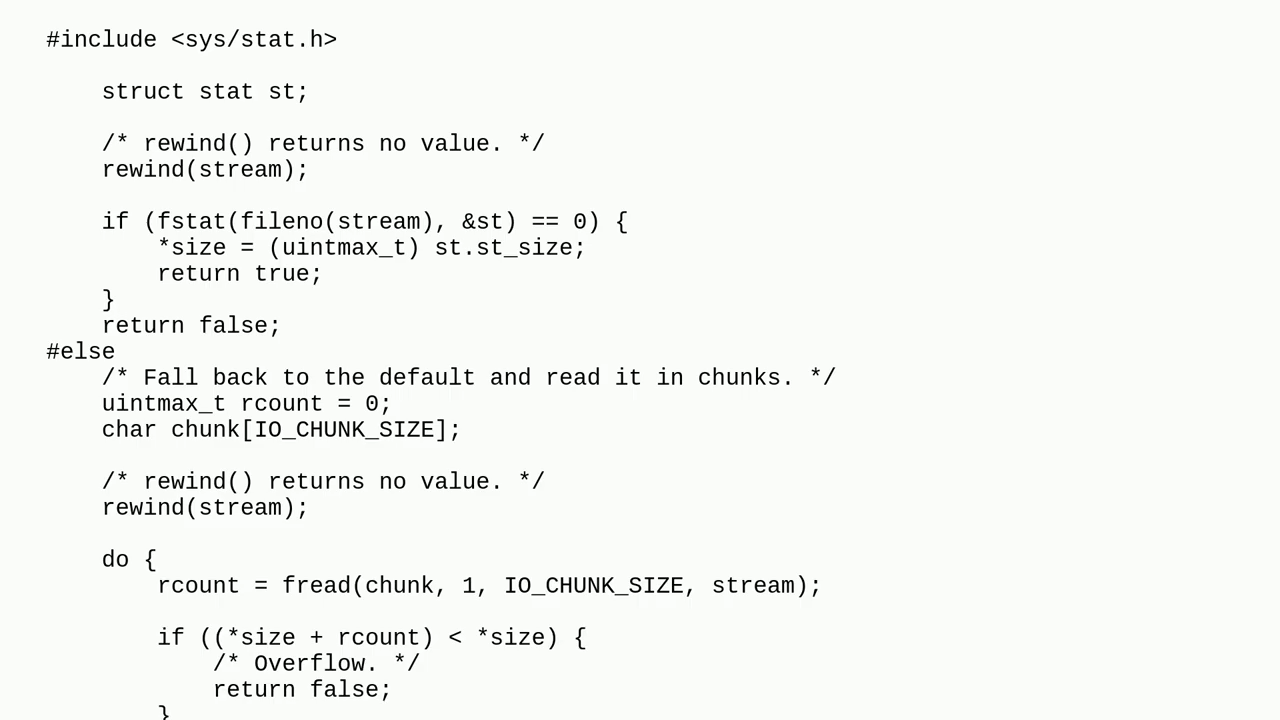 #include <sys/stat.h>
struct stat st;
/* rewind() returns no value. */
rewind(stream);
if (fstat(fileno(stream), &st) == 0) {
*size = (uintmax_t) st.st_size;
return true;
}
return false;
#else
/* Fall back to the default and read it in chunks. */
uintmax_t rcount = 0;
char chunk[IO_CHUNK_SIZE];
/* rewind() returns no value. */
rewind(stream);
do {
rcount = fread(chunk, 1, IO_CHUNK_SIZE, stream);
if ((*size + rcount) < *size) {
/* Overflow. */
return false;
}